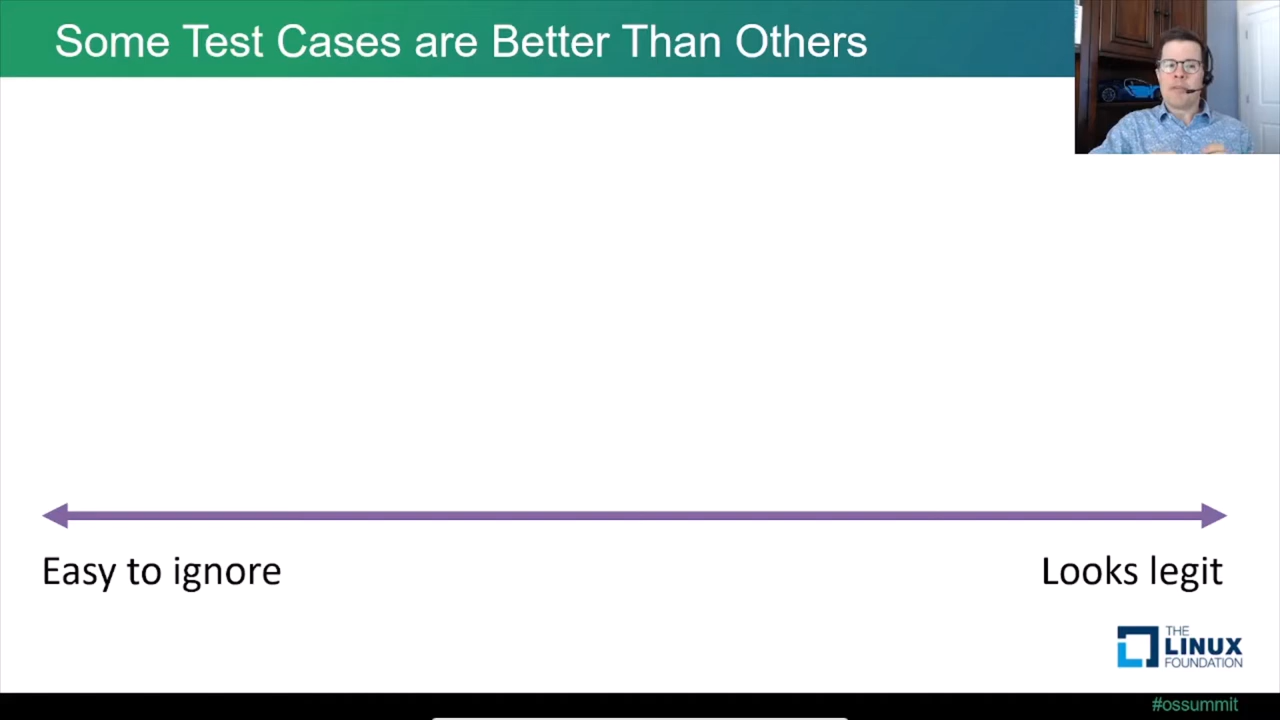 Some Test Cases are Better Than Others
Easy to ignore
Looks legit
THE
LINUX
FOUNDATION
#ossummit